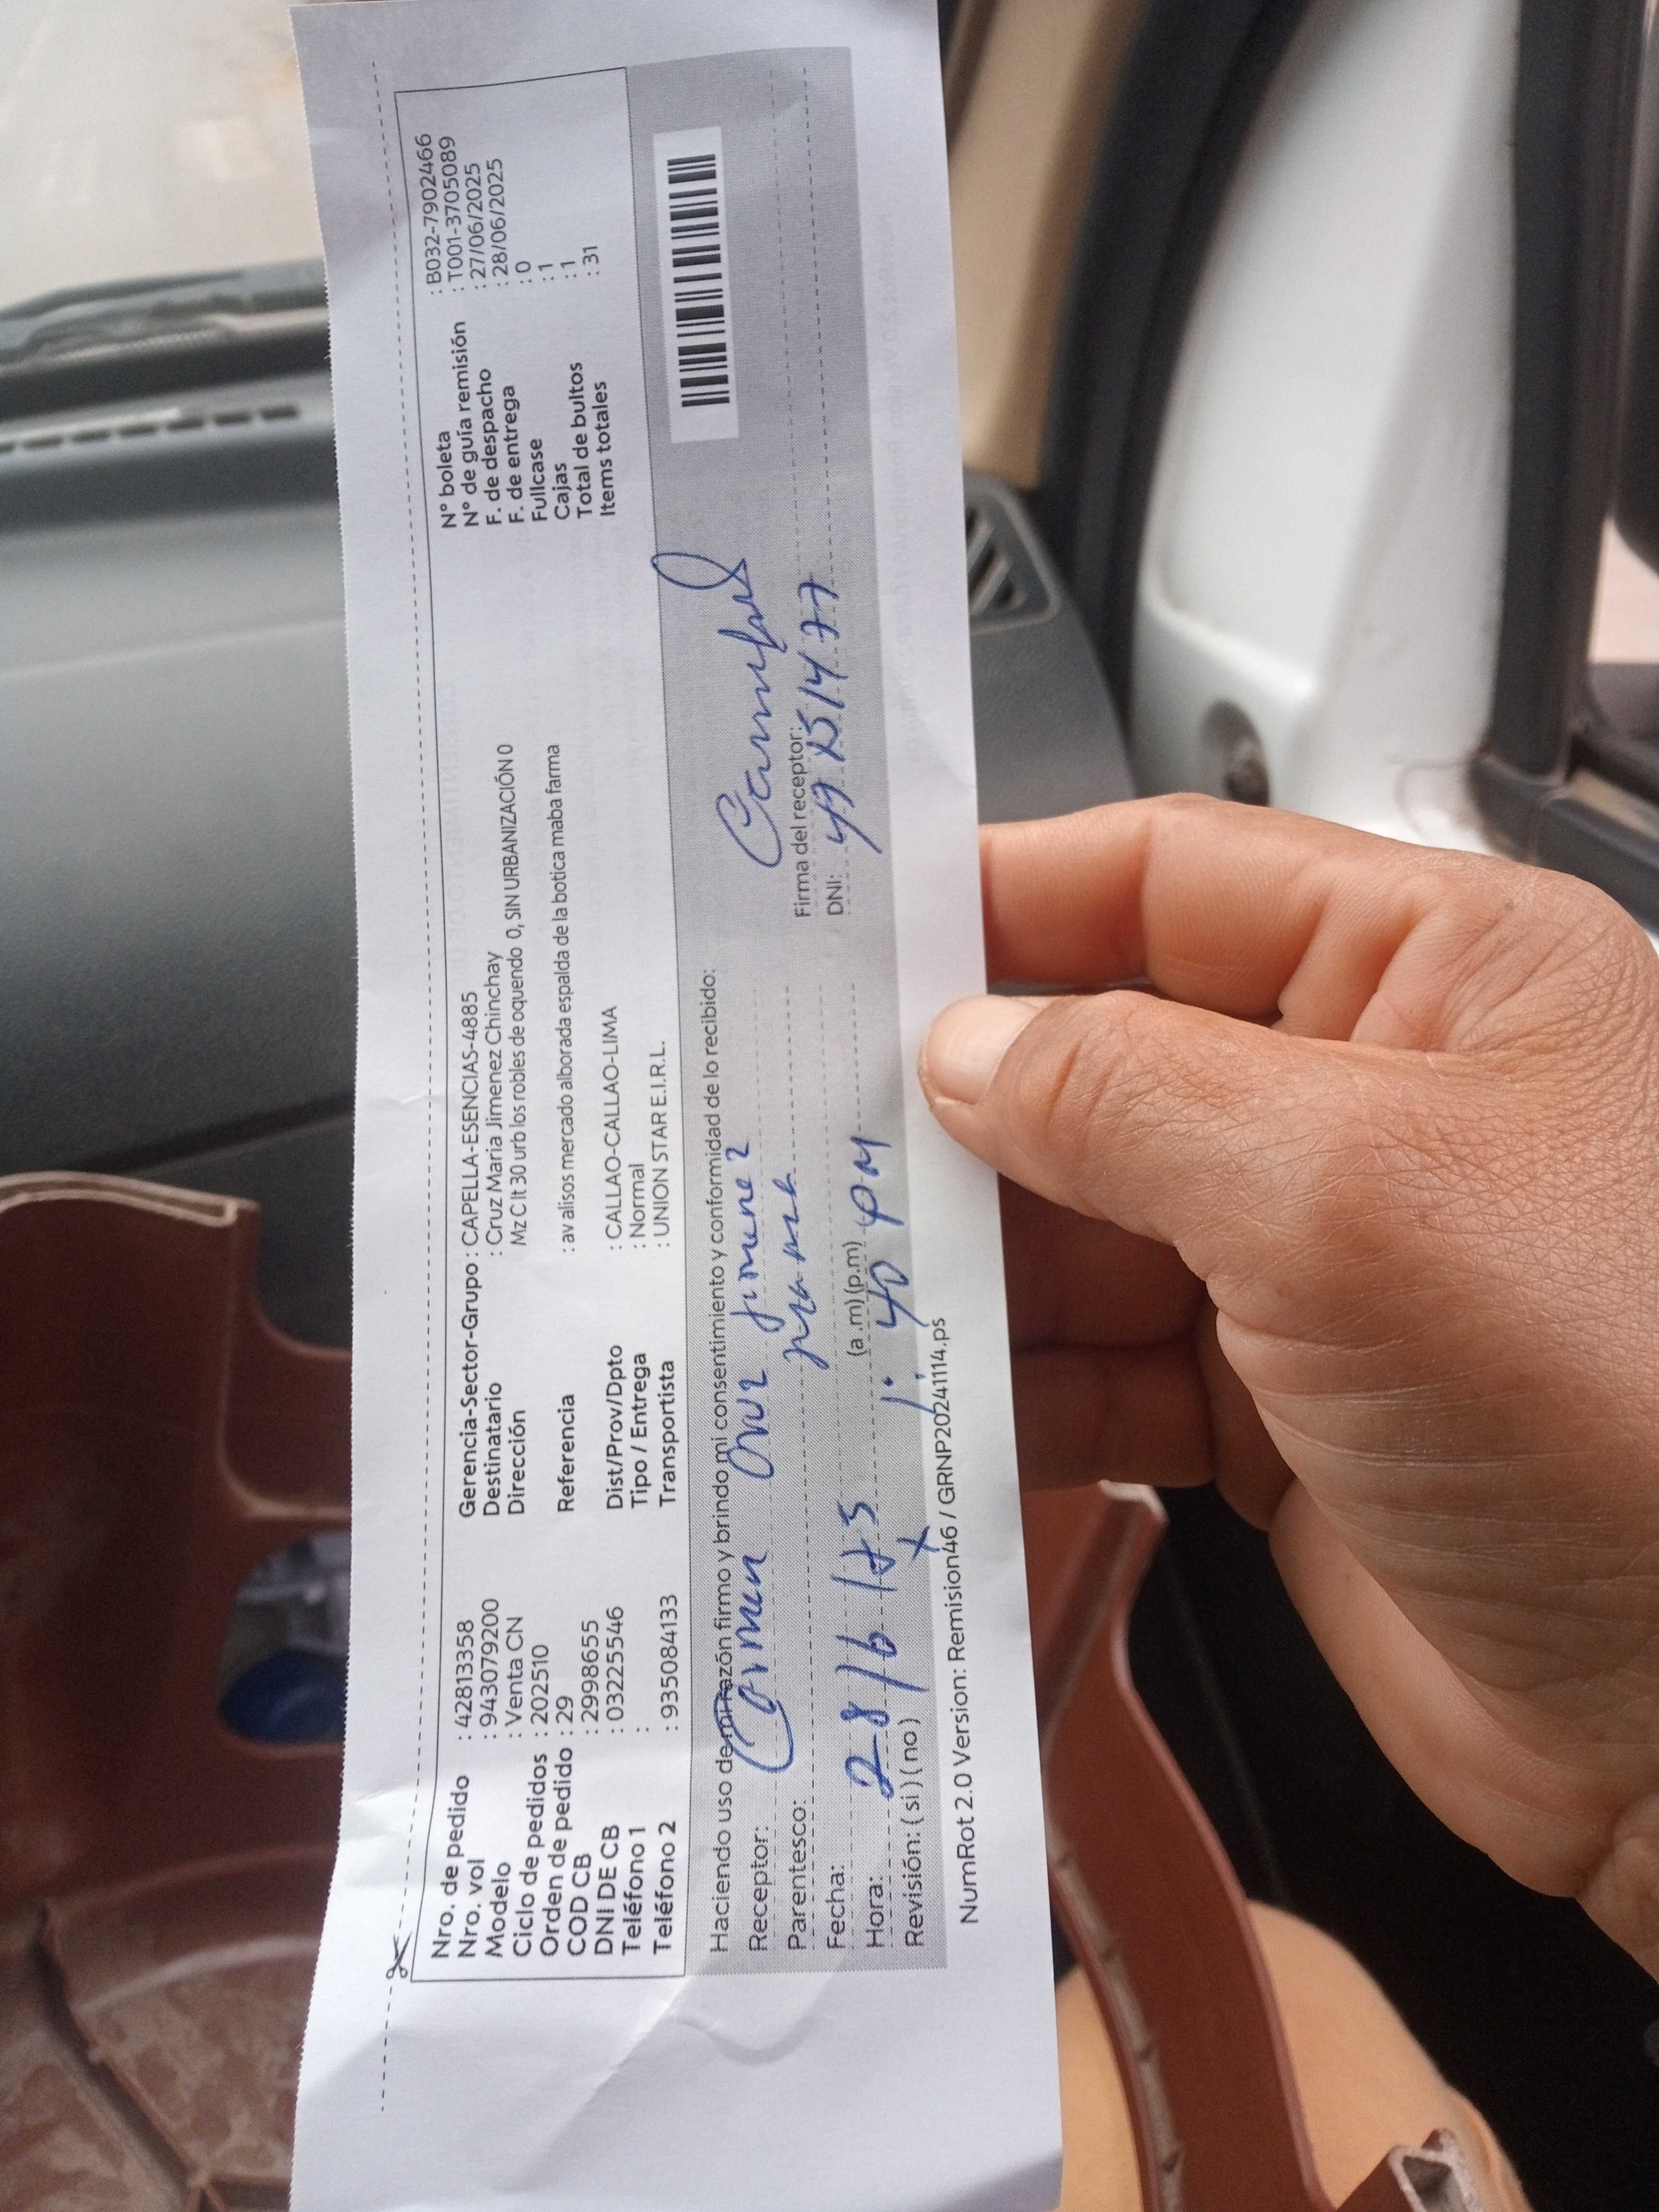 Nro. de pedido : 42813358
Nro. vol : 943079200
Modelo : Venta CN
Ciclo de pedidos : 202510
Orden de pedido : 29
COD CB : 2998655
DNI DE CB : 03225546
Teléfono 1 :
Teléfono 2 : 935084133
Gerencia-Sector-Grupo : CAPELLA-ESENCIAS-4885
Destinatario : Cruz Maria Jimenez Chinchay
Dirección Mz C lt 30 urb los robles de oquendo 0, SIN URBANIZACIÓN 0
Referencia : av alisos mercado alborada espalda de la botica maba farma
Dist/Prov/Dpto : CALLAO-CALLAO-LIMA
Tipo / Entrega : Normal
Transportista : UNION STAR E.I.R.L.
N° boleta : B032-7902466
N° de guía remisión : T001-3705089
F. de despacho : 27/06/2025
F. de entrega : 28/06/2025
Fullcase : 0
Cajas : 1
Total de bultos : 1
Items totales : 31
Haciendo uso de mi razón firmo y brindo mi consentimiento y conformidad de lo recibido:
Receptor: Carmen
Parentesco:
Fecha: 28/6/25
Hora: (a.m) (p.m) 1:40 PM
Revisión: ( si ) ( no ) x
Firma del receptor:
DNI:
NumRot 2.0 Version: Remision46 / GRNP20241114.ps